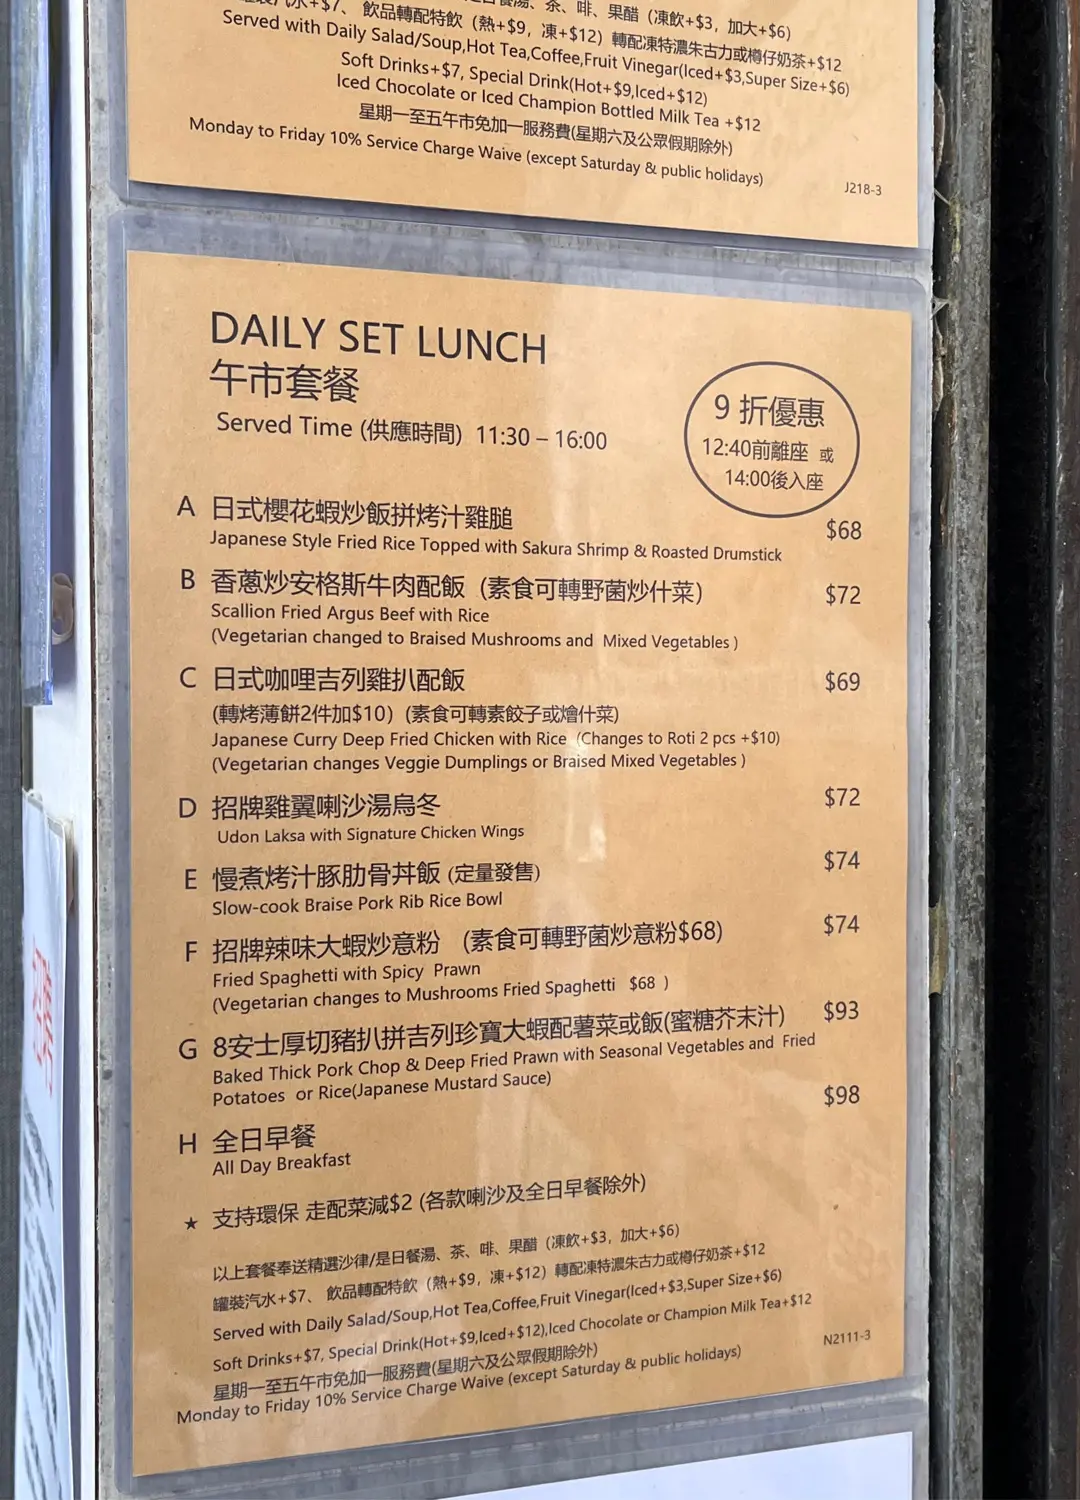 茶、啡、果醋（凍飲+$3，加大+$6）
+$7、 飲品轉配特飲（熱+$9，凍+$12）轉配凍特濃朱古力或樽仔奶茶+$12
Served with Daily Salad/Soup,Hot Tea,Coffee,Fruit Vinegar(Iced+$3,Super Size+$6)
Soft Drinks+$7, Special Drink(Hot+$9,Iced+$12)
Iced Chocolate or Iced Champion Bottled Milk Tea +$12
星期一至五午市免加一服務費(星期六及公眾假期除外)
Monday to Friday 10% Service Charge Waive (except Saturday & public holidays)
J218-3
DAILY SET LUNCH
午市套餐
Served Time (供應時間) 11:30 – 16:00
9 折優惠
12:40前離座 或
14:00後入座
A 日式櫻花蝦炒飯拼烤汁雞腿 $68
Japanese Style Fried Rice Topped with Sakura Shrimp & Roasted Drumstick
B 香蔥炒安格斯牛肉配飯（素食可轉野菌炒什菜） $72
Scallion Fried Argus Beef with Rice
(Vegetarian changed to Braised Mushrooms and Mixed Vegetables )
C 日式咖哩吉列雞扒配飯 $69
(轉烤薄餅2件加$10）(素食可轉素餃子或燴什菜)
Japanese Curry Deep Fried Chicken with Rice (Changes to Roti 2 pcs +$10)
(Vegetarian changes Veggie Dumplings or Braised Mixed Vegetables )
D 招牌雞翼喇沙湯烏冬 $72
Udon Laksa with Signature Chicken Wings
E 慢煮烤汁豚肋骨丼飯 (定量發售) $74
Slow-cook Braise Pork Rib Rice Bowl
F 招牌辣味大蝦炒意粉 (素食可轉野菌炒意粉$68) $74
Fried Spaghetti with Spicy Prawn
(Vegetarian changes to Mushrooms Fried Spaghetti $68 )
G 8安士厚切豬扒拼吉列珍寶大蝦配薯菜或飯(蜜糖芥末汁) $93
Baked Thick Pork Chop & Deep Fried Prawn with Seasonal Vegetables and Fried
Potatoes or Rice(Japanese Mustard Sauce)
$98
H 全日早餐
All Day Breakfast
★ 支持環保 走配菜減$2 (各款喇沙及全日早餐除外)
以上套餐奉送精選沙律/是日餐湯、茶、啡、果醋（凍飲+$3，加大+$6）
罐裝汽水+$7、 飲品轉配特飲（熱+$9，凍+$12）轉配凍特濃朱古力或樽仔奶茶+$12
Served with Daily Salad/Soup,Hot Tea,Coffee,Fruit Vinegar(Iced+$3,Super Size+$6)
Soft Drinks+$7, Special Drink(Hot+$9,Iced+$12),Iced Chocolate or Champion Milk Tea+$12
星期一至五午市免加一服務費(星期六及公眾假期除外)
Monday to Friday 10% Service Charge Waive (except Saturday & public holidays)
N2111-3